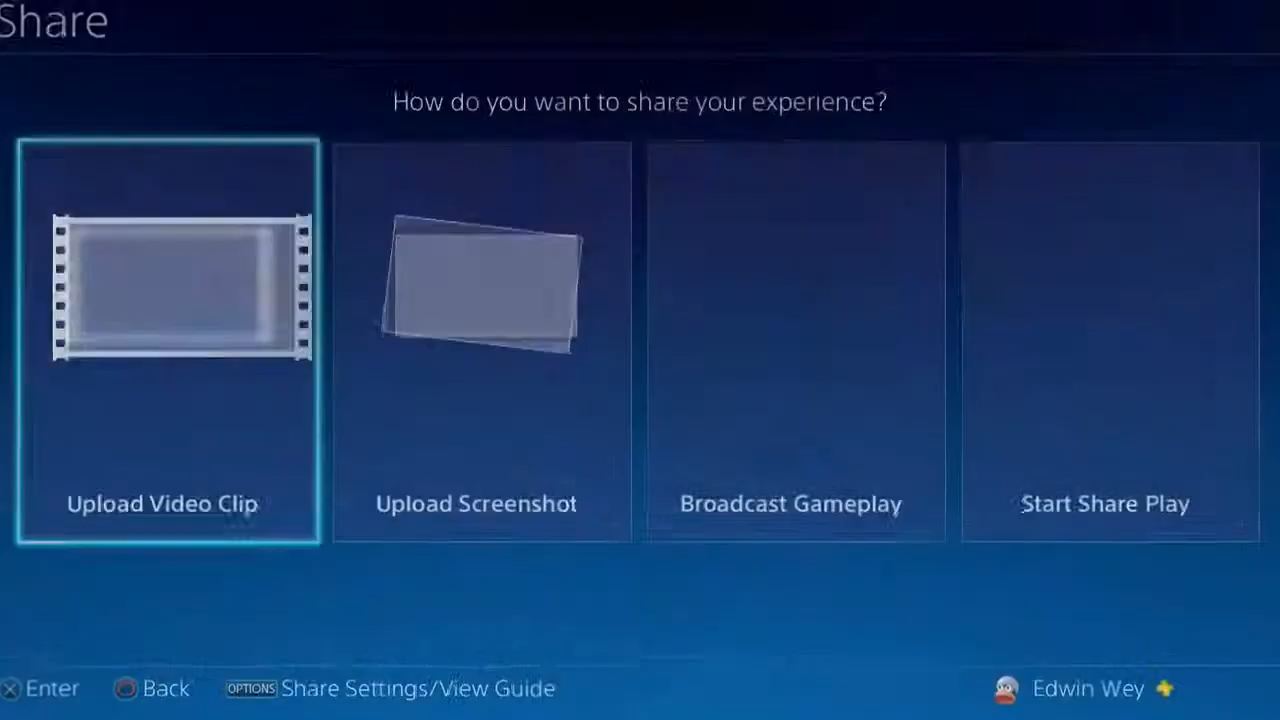 Share
How do you want to share your experience?
Upload Video Clip
Upload Screenshot
Broadcast Gameplay
Start Share Play
Enter
Back
OPTIONS Share Settings/View Guide
Edwin Wey